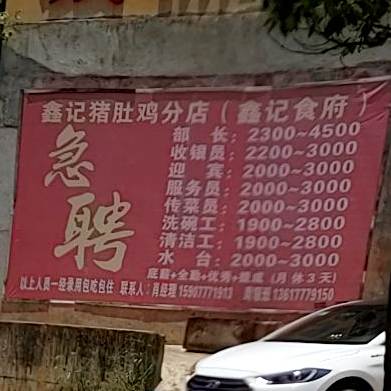 鑫记猪肚鸡分店（鑫记食府）
急聘
部 长：2300~4500
收银员：2200~3000
迎 宾：2000~3000
服务员：2000~3000
传菜员：2000~3000
洗碗工：1900~2800
清洁工：1900~2800
水 台：2000~3000
底薪+全勤+优秀+提成（月休3天）
以上人员一经录用包吃包住 联系人：肖经理 15907771913 13617779150